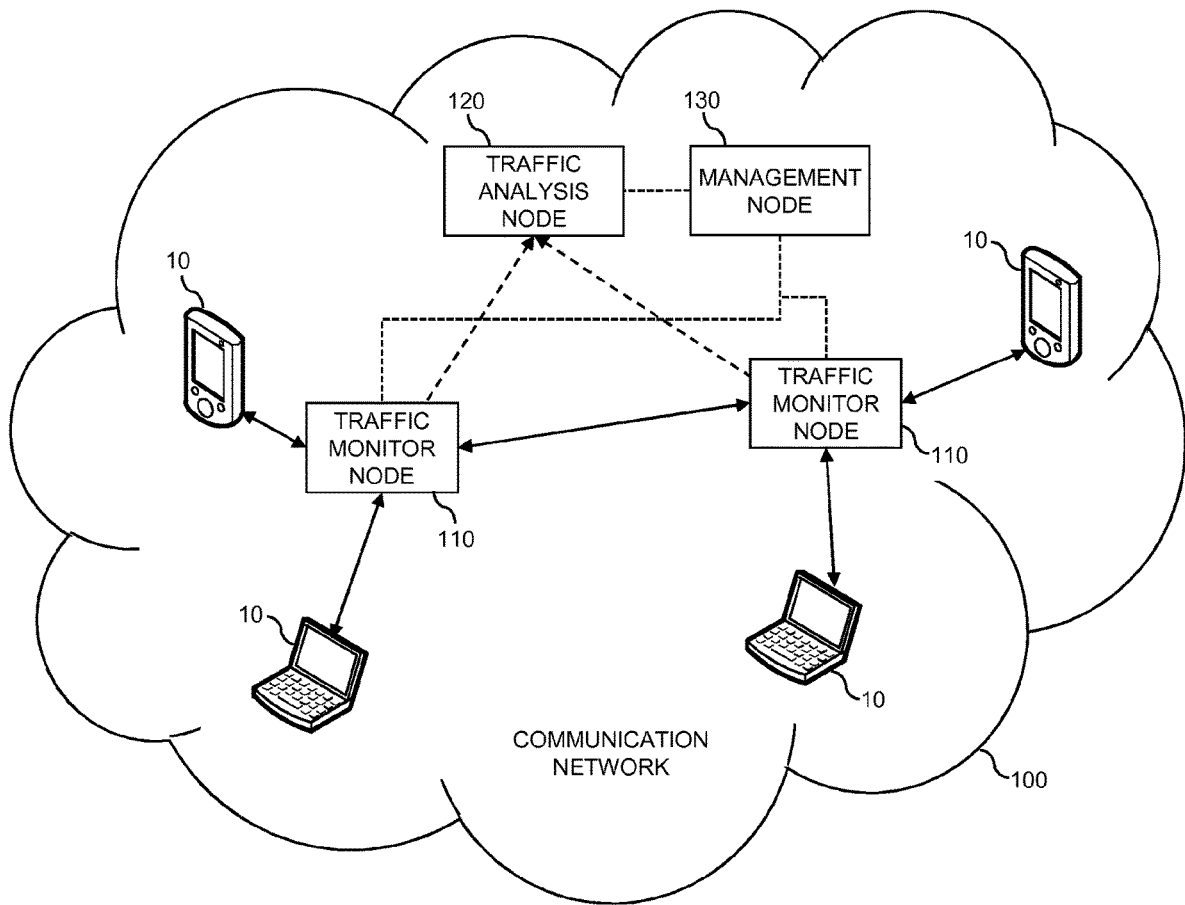 120
130
TRAFFIC
ANALYSIS
NODE
MANAGEMENT
NODE
10
10
TRAFFIC
MONITOR
NODE
110
TRAFFIC
MONITOR
NODE
110
10
10
COMMUNICATION
NETWORK
100